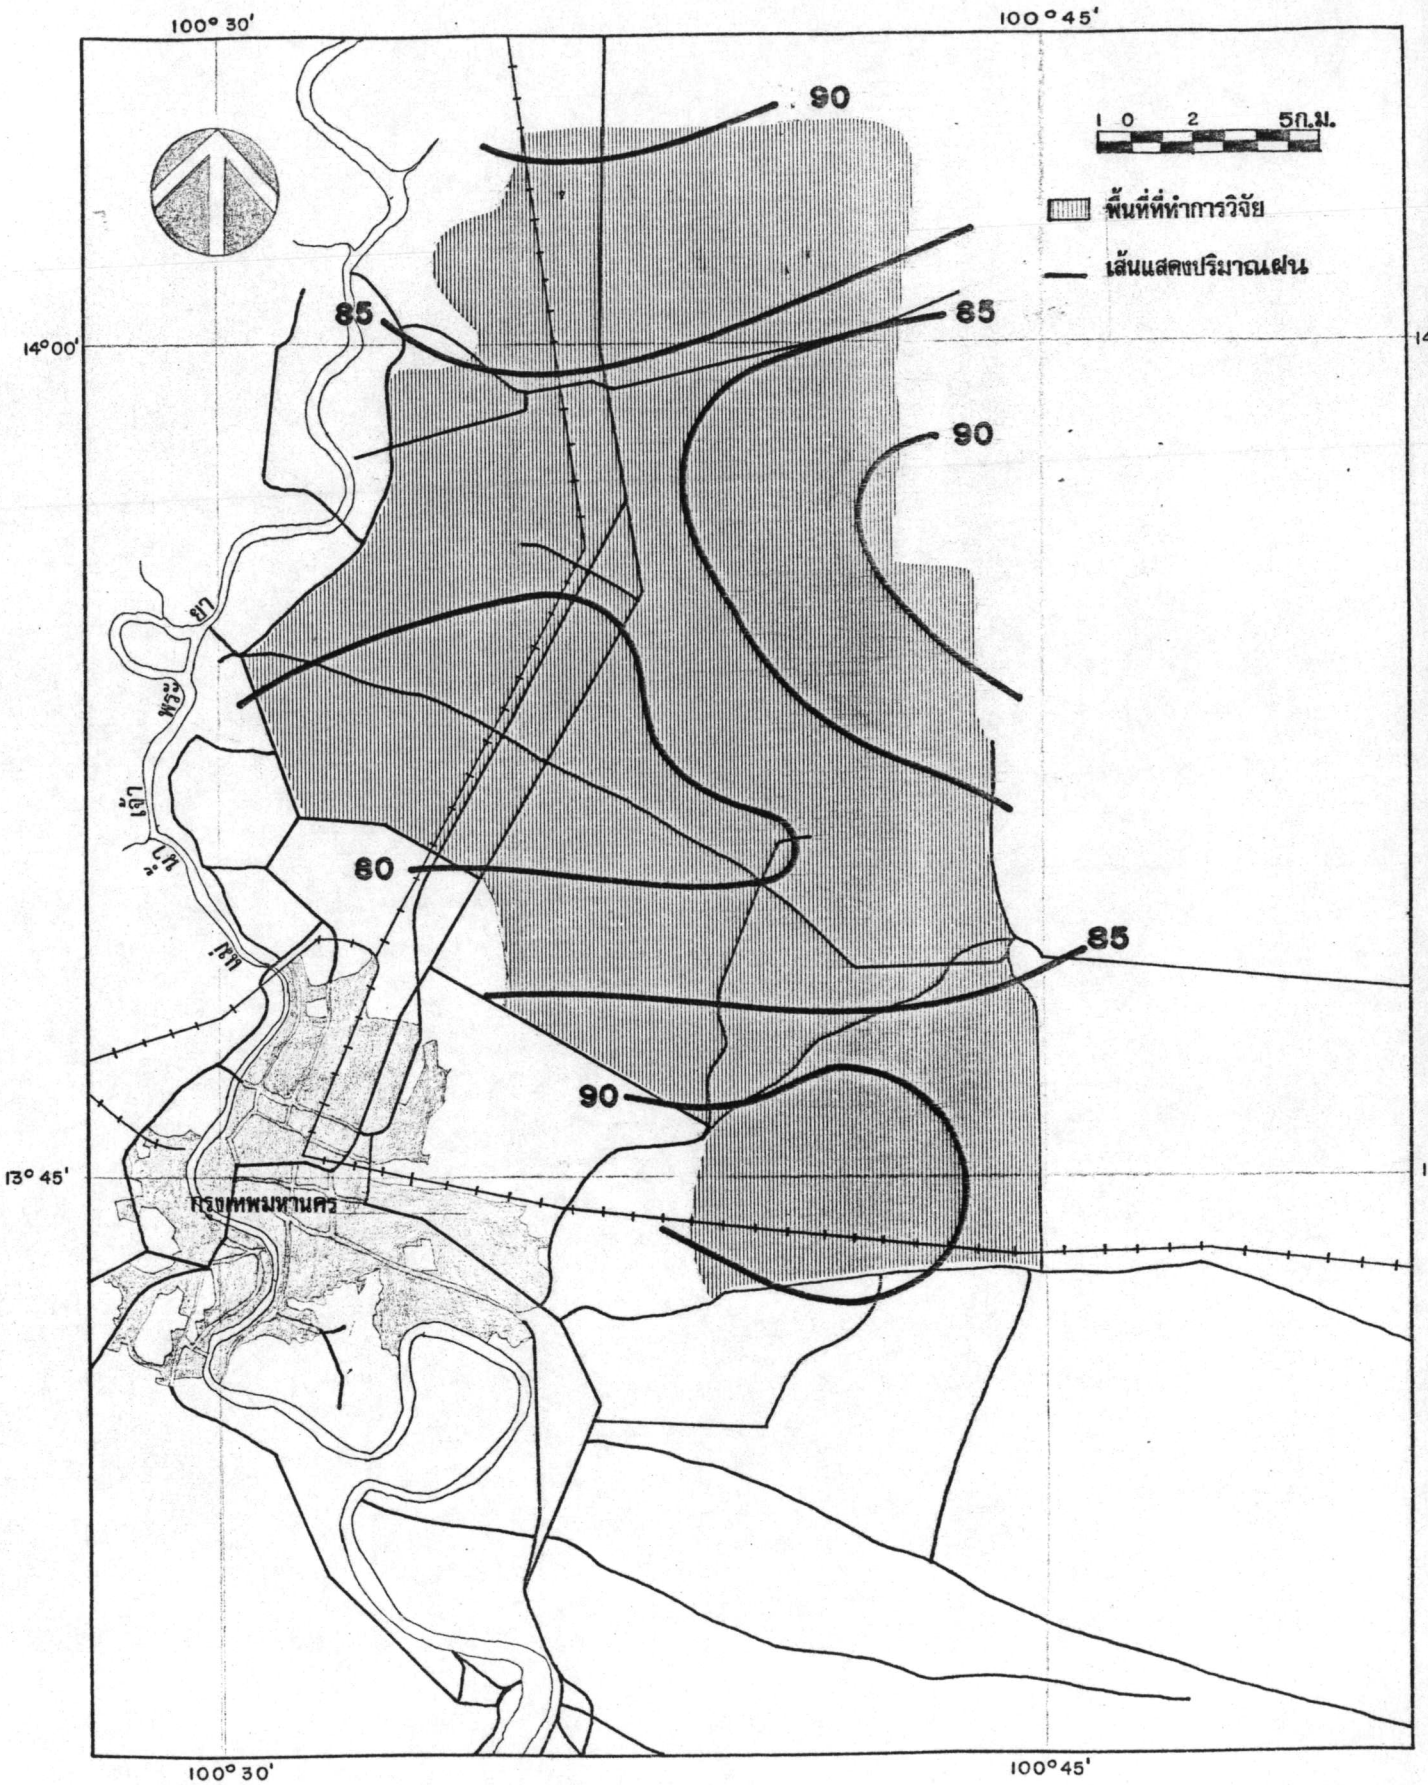 100° 30'
100° 45'
90
1 0 2 5ก.ม.
พื้นที่ที่ทำการวิจัย
เส้นแสดงปริมาณฝน
85
85
14° 00'
14
90
ยา
พระ
เจ้า
น้ำ
แม่
80
85
90
13° 45'
1
กรุงเทพมหานคร
100° 30'
100° 45'